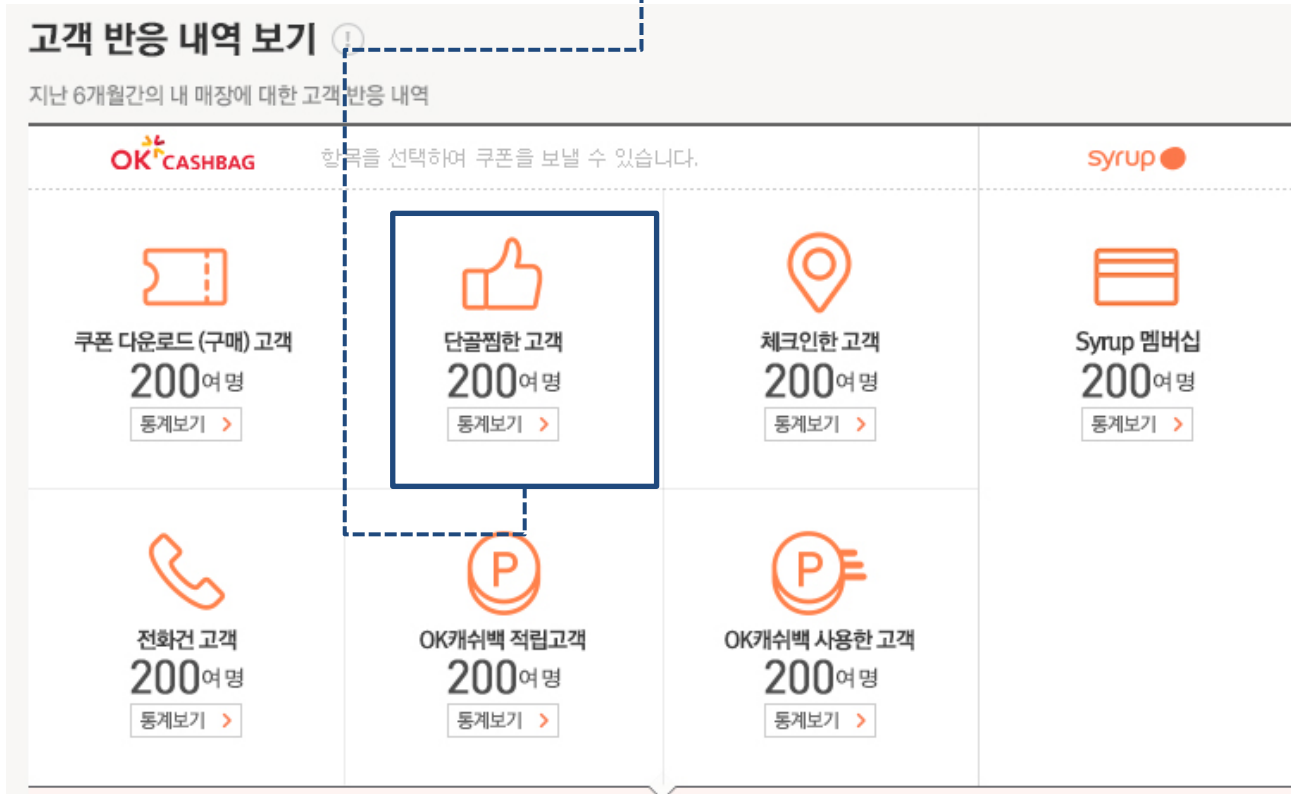 고객 반응 내역 보기 !
지난 6개월간의 내 매장에 대한 고객 반응 내역
OK CASHBAG 항목을 선택하여 쿠폰을 보낼 수 있습니다. syrup
쿠폰 다운로드 (구매) 고객
200여 명
통계보기 >
단골찜한 고객
200여 명
통계보기 >
체크인한 고객
200여 명
통계보기 >
Syrup 멤버십
200여 명
통계보기 >
P
P
전화건 고객
200여 명
통계보기 >
OK캐쉬백 적립고객
200여 명
통계보기 >
OK캐쉬백 사용한 고객
200여 명
통계보기 >